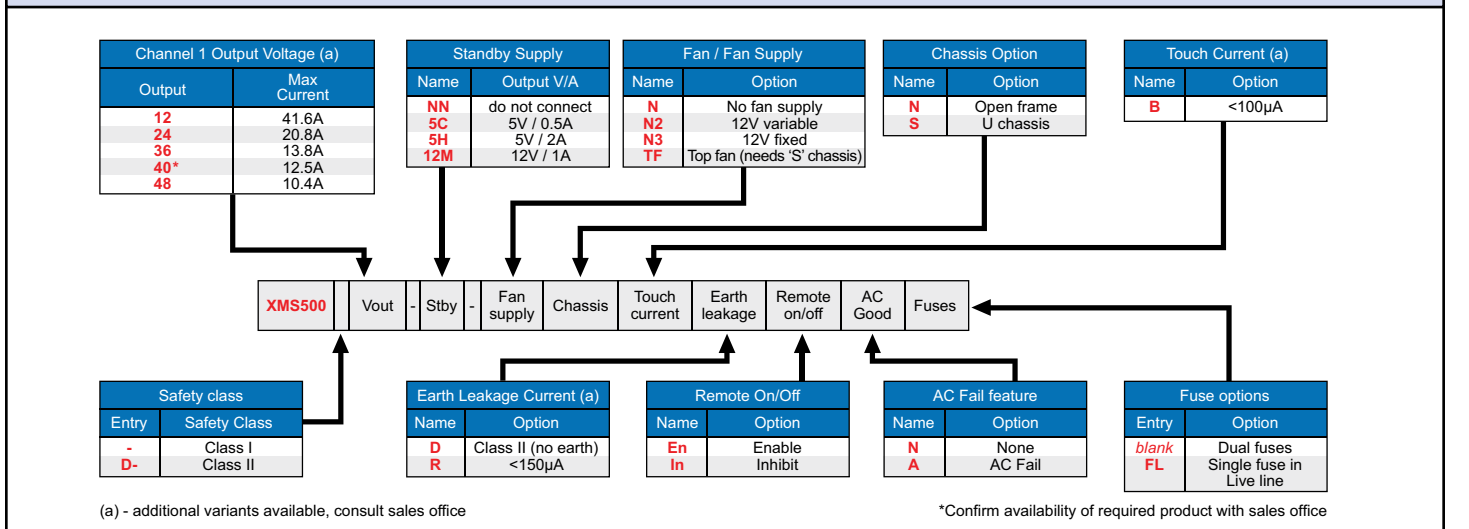 Channel 1 Output Voltage (a)
Output Max Current
12 41.6A
24 20.8A
36 13.8A
40* 12.5A
48 10.4A
Standby Supply
Name Output V/A
NN do not connect
5C 5V / 0.5A
5H 5V / 2A
12M 12V / 1A
Fan / Fan Supply
Name Option
N No fan supply
N2 12V variable
N3 12V fixed
TF Top fan (needs ‘S’ chassis)
Chassis Option
Name Option
N Open frame
S U chassis
Touch Current (a)
Name Option
B <100µA
XMS500 Vout - Stby - Fan supply Chassis Touch current Earth leakage Remote on/off AC Good Fuses
Safety class
Entry Safety Class
- Class I
D- Class II
Earth Leakage Current (a)
Name Option
D Class II (no earth)
R <150µA
Remote On/Off
Name Option
En Enable
In Inhibit
AC Fail feature
Name Option
N None
A AC Fail
Fuse options
Entry Option
blank Dual fuses
FL Single fuse in Live line
(a) - additional variants available, consult sales office
*Confirm availability of required product with sales office